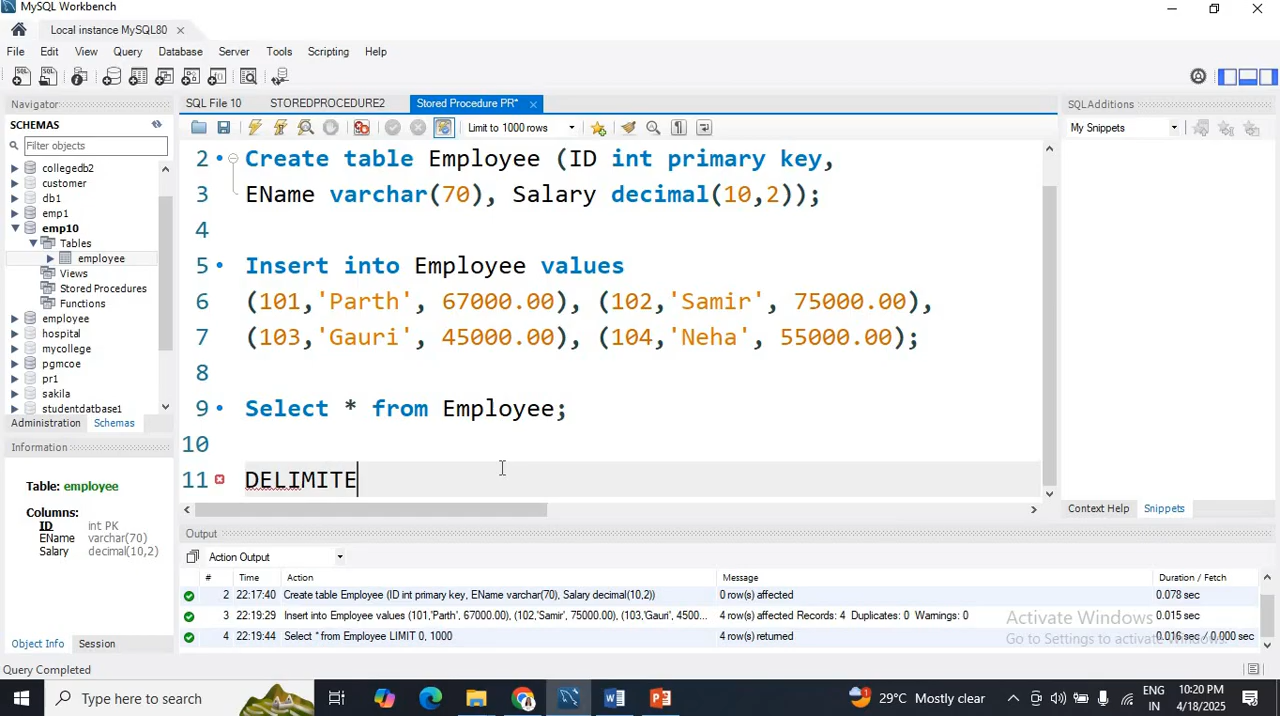 MySQL Workbench
Local instance MySQL80
File Edit View Query Database Server Tools Scripting Help
Navigator
SCHEMAS
Filter objects
collegedb2
customer
db1
emp1
emp10
Tables
employee
Views
Stored Procedures
Functions
employee
hospital
mycollege
pgmcoe
pr1
sakila
studentdatbase1
Administration Schemas
Information
Table: employee
Columns:
ID int PK
EName varchar(70)
Salary decimal(10,2)
Object Info Session
SQL File 10 STOREDPROCEDURE2 Stored Procedure PR*
Limit to 1000 rows
2 Create table Employee (ID int primary key,
3 EName varchar(70), Salary decimal(10,2));
4
5 Insert into Employee values
6 (101,'Parth', 67000.00), (102,'Samir', 75000.00),
7 (103,'Gauri', 45000.00), (104,'Neha', 55000.00);
8
9 Select * from Employee;
10
11 DELIMITE
SQL Additions
My Snippets
Context Help Snippets
Output
Action Output
# Time Action Message Duration / Fetch
2 22:17:40 Create table Employee (ID int primary key, EName varchar(70), Salary decimal(10,2)) 0 row(s) affected 0.078 sec
3 22:19:29 Insert into Employee values (101,'Parth', 67000.00), (102,'Samir', 75000.00), (103,'Gauri', 4500... 4 row(s) affected Records: 4 Duplicates: 0 Warnings: 0 0.015 sec
4 22:19:44 Select * from Employee LIMIT 0, 1000 4 row(s) returned 0.016 sec / 0.000 sec
Activate Windows
Go to Settings to activate Windows.
Query Completed
Type here to search
29°C Mostly clear
ENG
IN
10:20 PM
4/18/2025